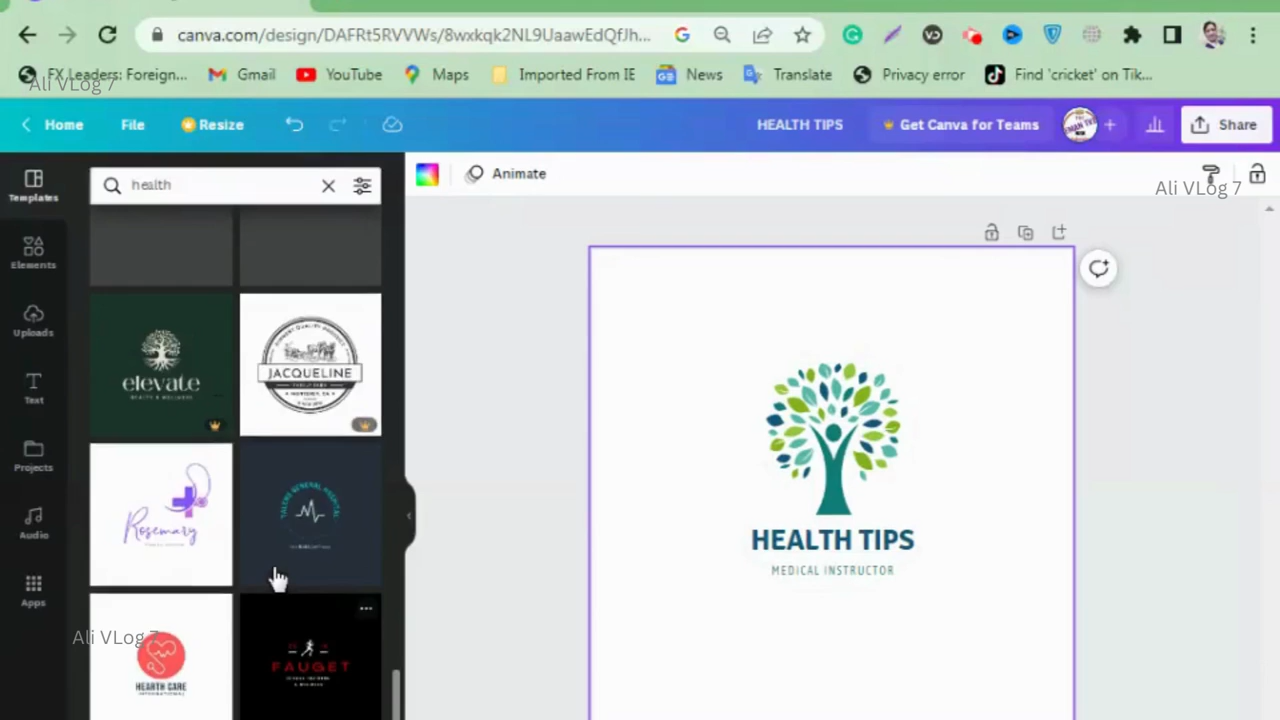 canva.com/design/DAFRt5RVVWs/8wxkqk2NL9UaawEdQfJh...
FX Leaders: Foreign...
Gmail
YouTube
Maps
Imported From IE
News
Translate
Privacy error
Find 'cricket' on Tik...
Ali VLog 7
Home
File
Resize
HEALTH TIPS
Get Canva for Teams
Share
Templates
health
Animate
Ali VLog 7
Elements
Uploads
Text
Projects
Audio
Apps
elevate
JACQUELINE
Rosemary
HEALTH TIPS
MEDICAL INSTRUCTOR
Ali VLog 7
HEARTH CARE
INTERNATIONAL
FAUGET